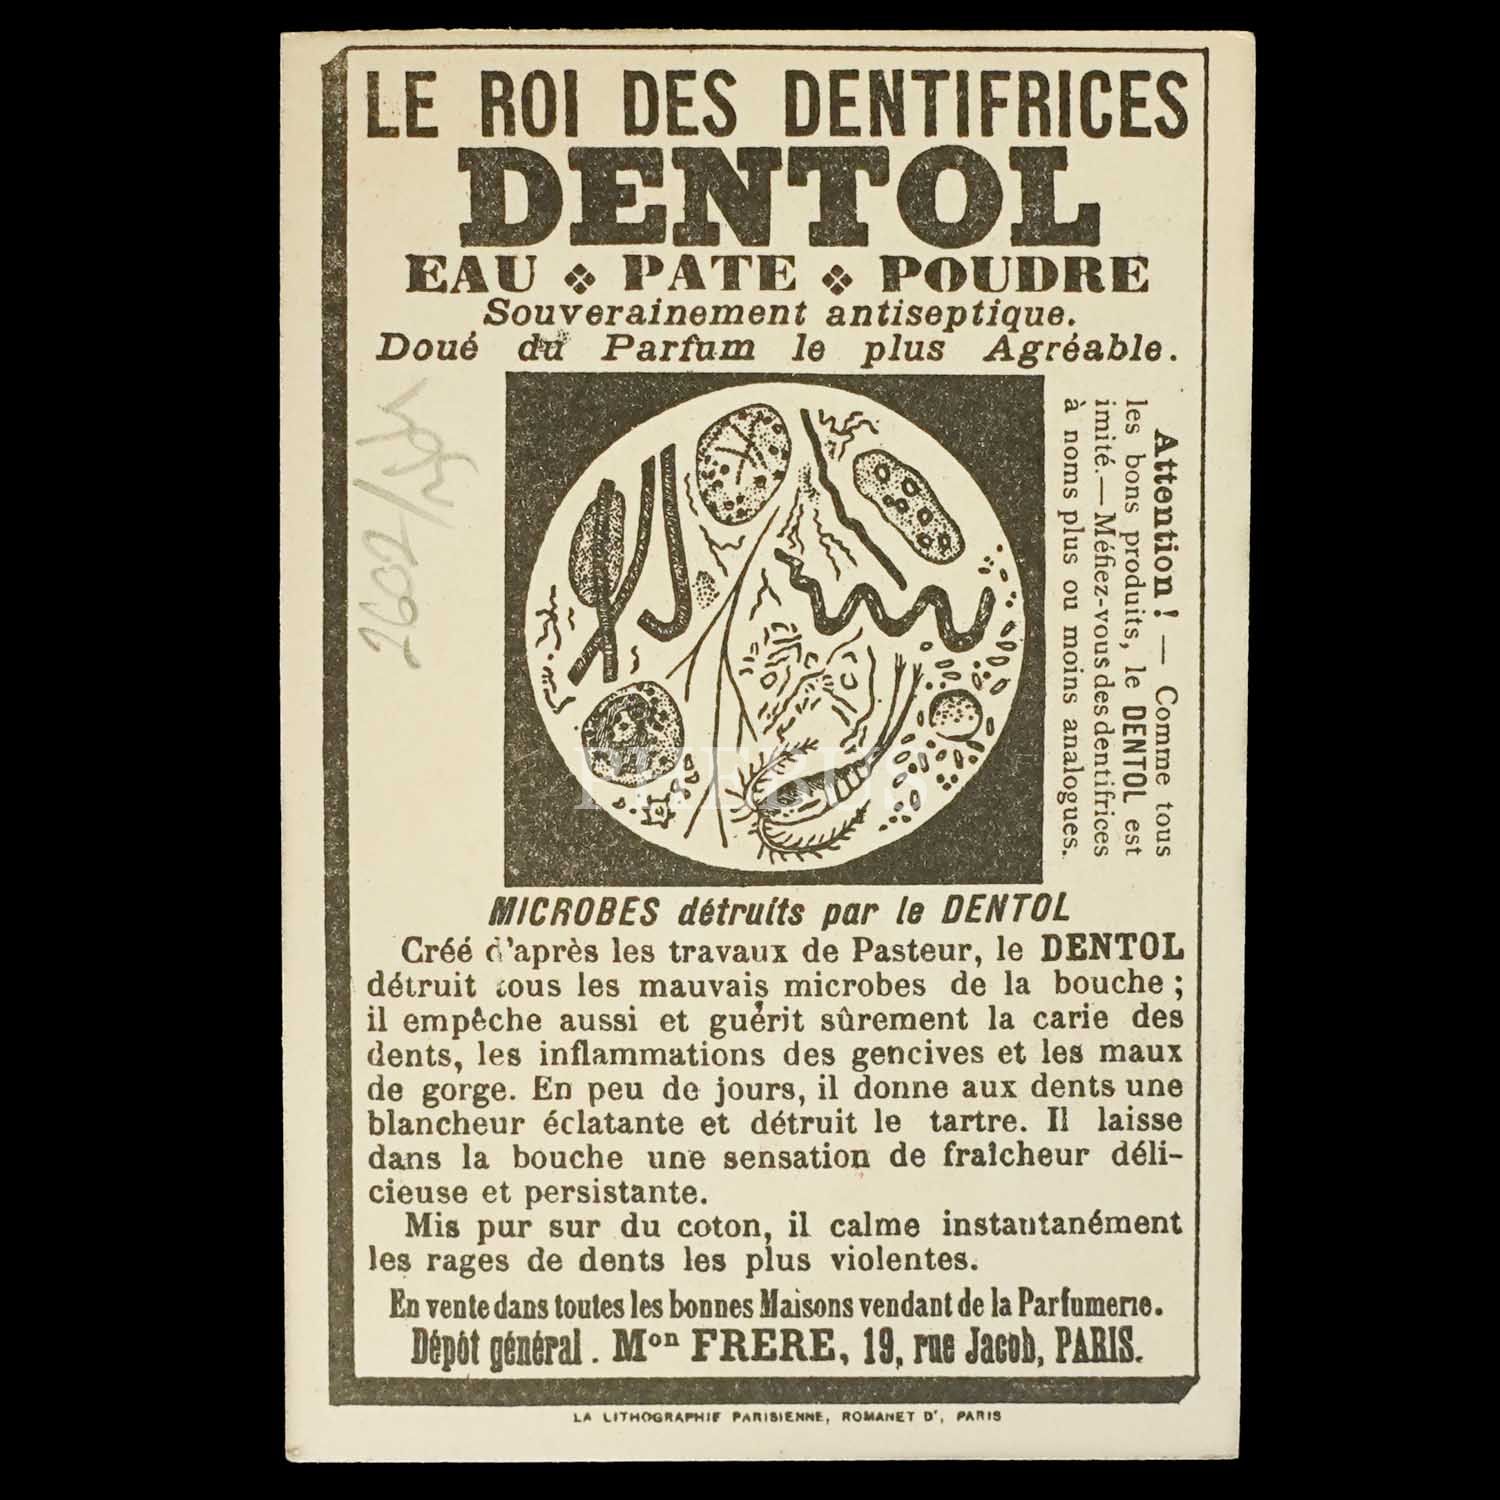 LE ROI DES DENTIFRICES
DENTOL
EAU PATE POUDRE
Souverainement antiseptique.
Doué du Parfum le plus Agréable.
Attention! — Comme tous
les bons produits, le DENTOL est
imité. — Méfiez-vous des dentifrices
à noms plus ou moins analogues.
2602/
PHEBUS
MICROBES détruits par le DENTOL
Créé d'après les travaux de Pasteur, le DENTOL
détruit tous les mauvais microbes de la bouche ;
il empêche aussi et guérit sûrement la carie des
dents, les inflammations des gencives et les maux
de gorge. En peu de jours, il donne aux dents une
blancheur éclatante et détruit le tartre. Il laisse
dans la bouche une sensation de fraîcheur déli-
cieuse et persistante.
Mis pur sur du coton, il calme instantanément
les rages de dents les plus violentes.
En vente dans toutes les bonnes Maisons vendant de la Parfumerie.
Dépôt général. Mon FRERE, 19, rue Jacob, PARIS.
LA LITHOGRAPHIE PARISIENNE, ROMANET Dr, PARIS